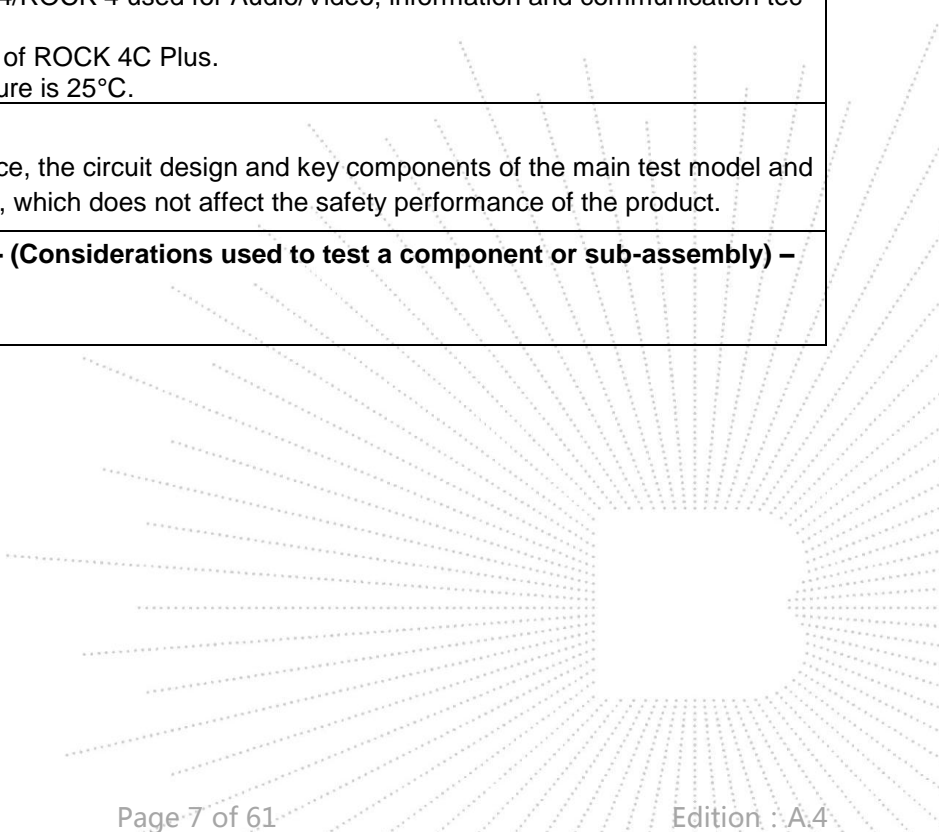 4/ROCK 4 used for Audio/Video, information and communication tec
of ROCK 4C Plus.
ure is 25°C.
ce, the circuit design and key components of the main test model and
, which does not affect the safety performance of the product.
- (Considerations used to test a component or sub-assembly) –
Page 7 of 61 Edition : A.4